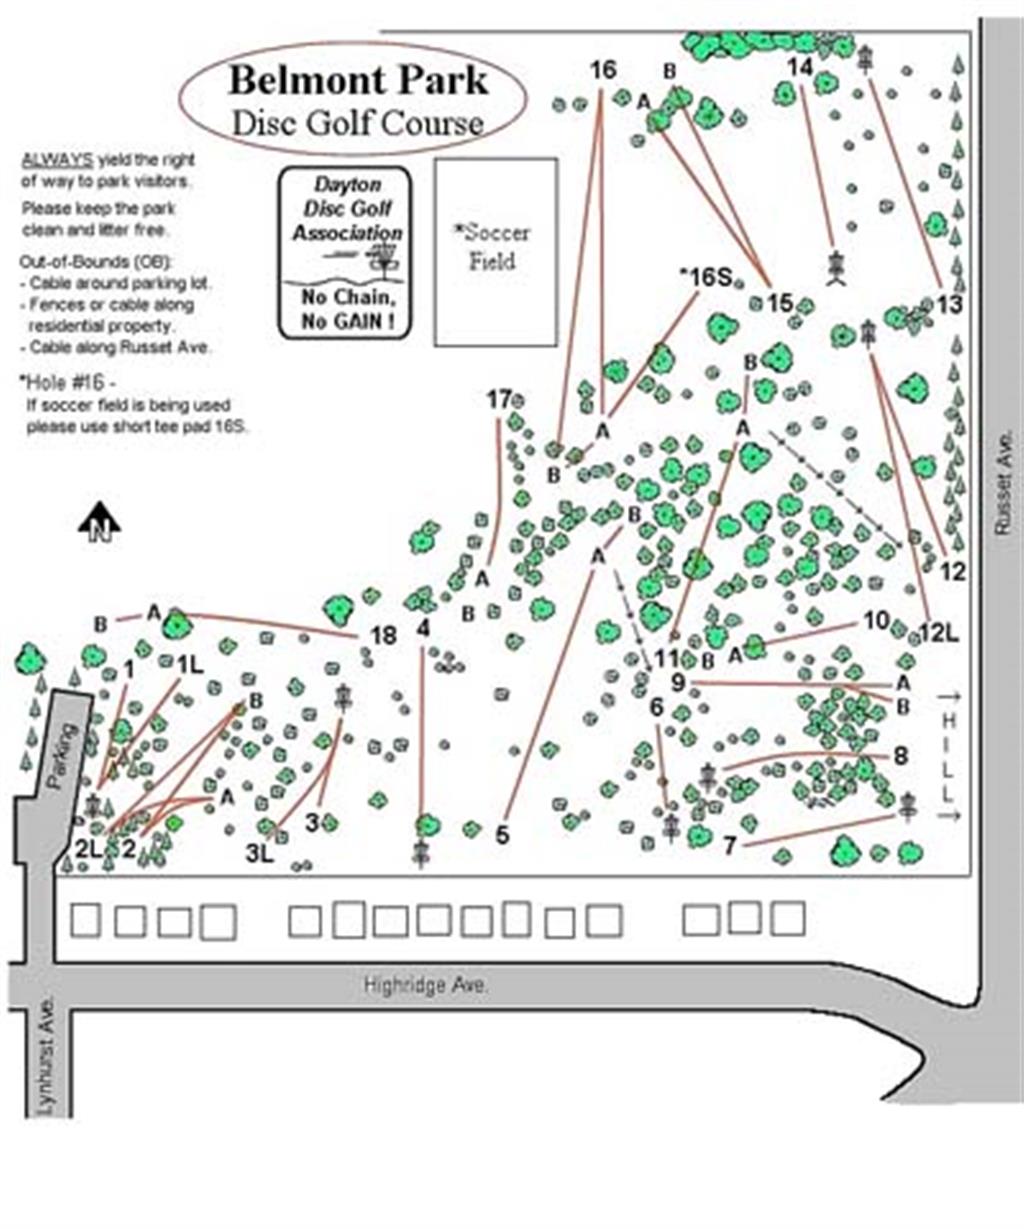 Belmont Park
Disc Golf Course
ALWAYS yield the right
of way to park visitors.
Please keep the park
clean and litter free.
Out-of-Bounds (OB):
- Cable around parking lot.
- Fences or cable along
residential property.
- Cable along Russet Ave.
*Hole #16 -
If soccer field is being used
please use short tee pad 16S.
Dayton
Disc Golf
Association
No Chain,
No GAIN !
*Soccer
Field
N
16
B
A
14
*16S
15
13
B
A
17
A
B
B
A
A
B
12
B
A
18
4
10
12L
11
B
A
9
A
B
6
1
1L
B
A
2L
2
3
3L
5
8
7
HILL
Parking
Russet Ave.
Highridge Ave.
Lynhurst Ave.